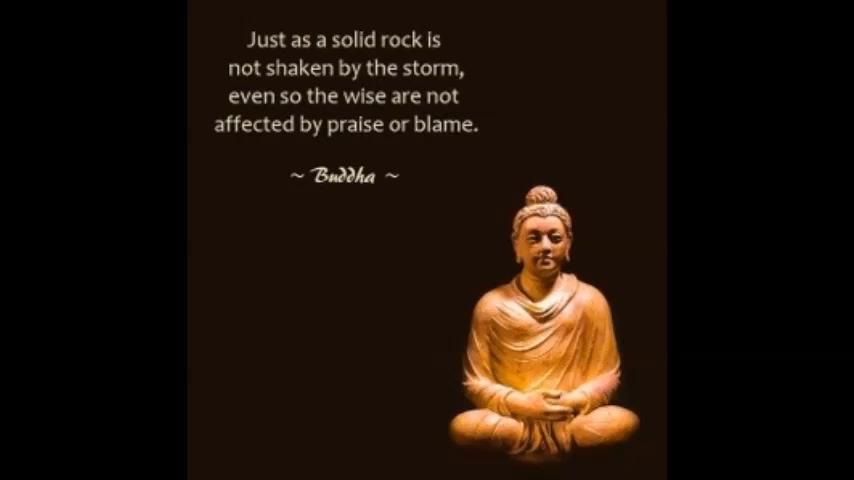 Just as a solid rock is
not shaken by the storm,
even so the wise are not
affected by praise or blame.
~ Buddha ~